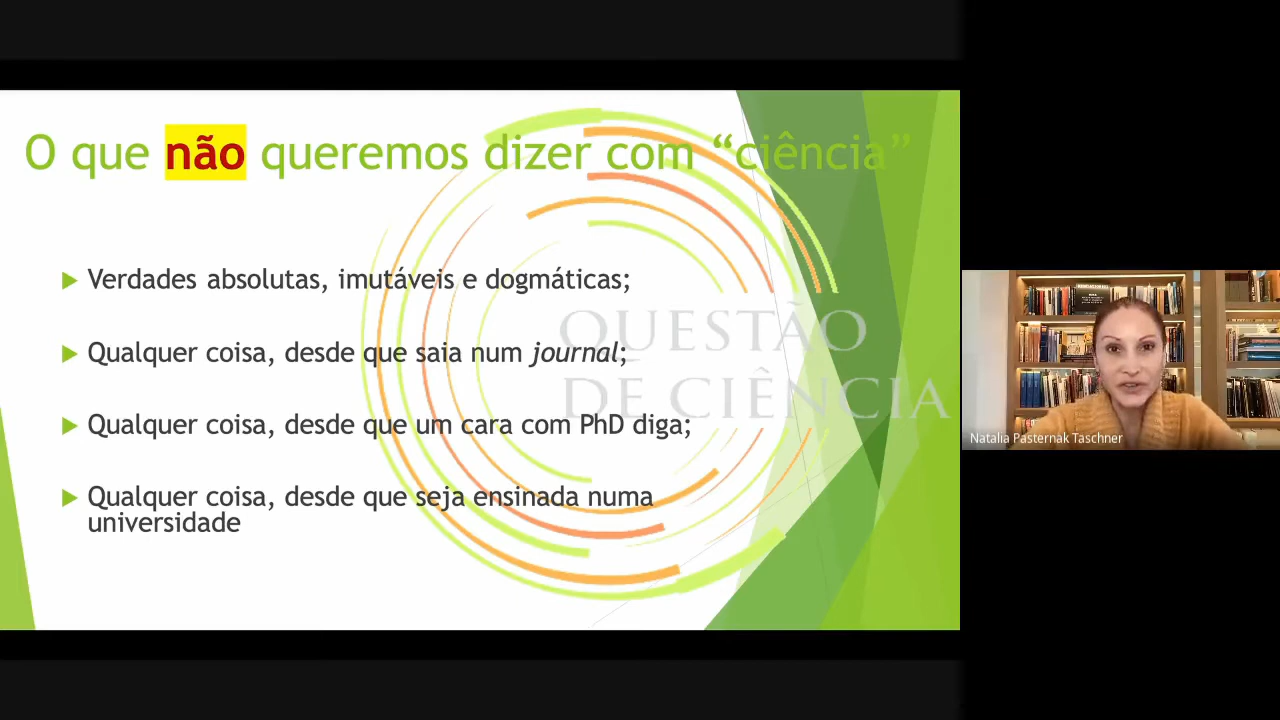 O que não queremos dizer com “ciência”
Verdades absolutas, imutáveis e dogmáticas;
Qualquer coisa, desde que saia num journal;
QUESTÃO
DE CIÊNCIA
Qualquer coisa, desde que um cara com PhD diga;
Qualquer coisa, desde que seja ensinada numa
universidade
Natalia Pasternak Taschner